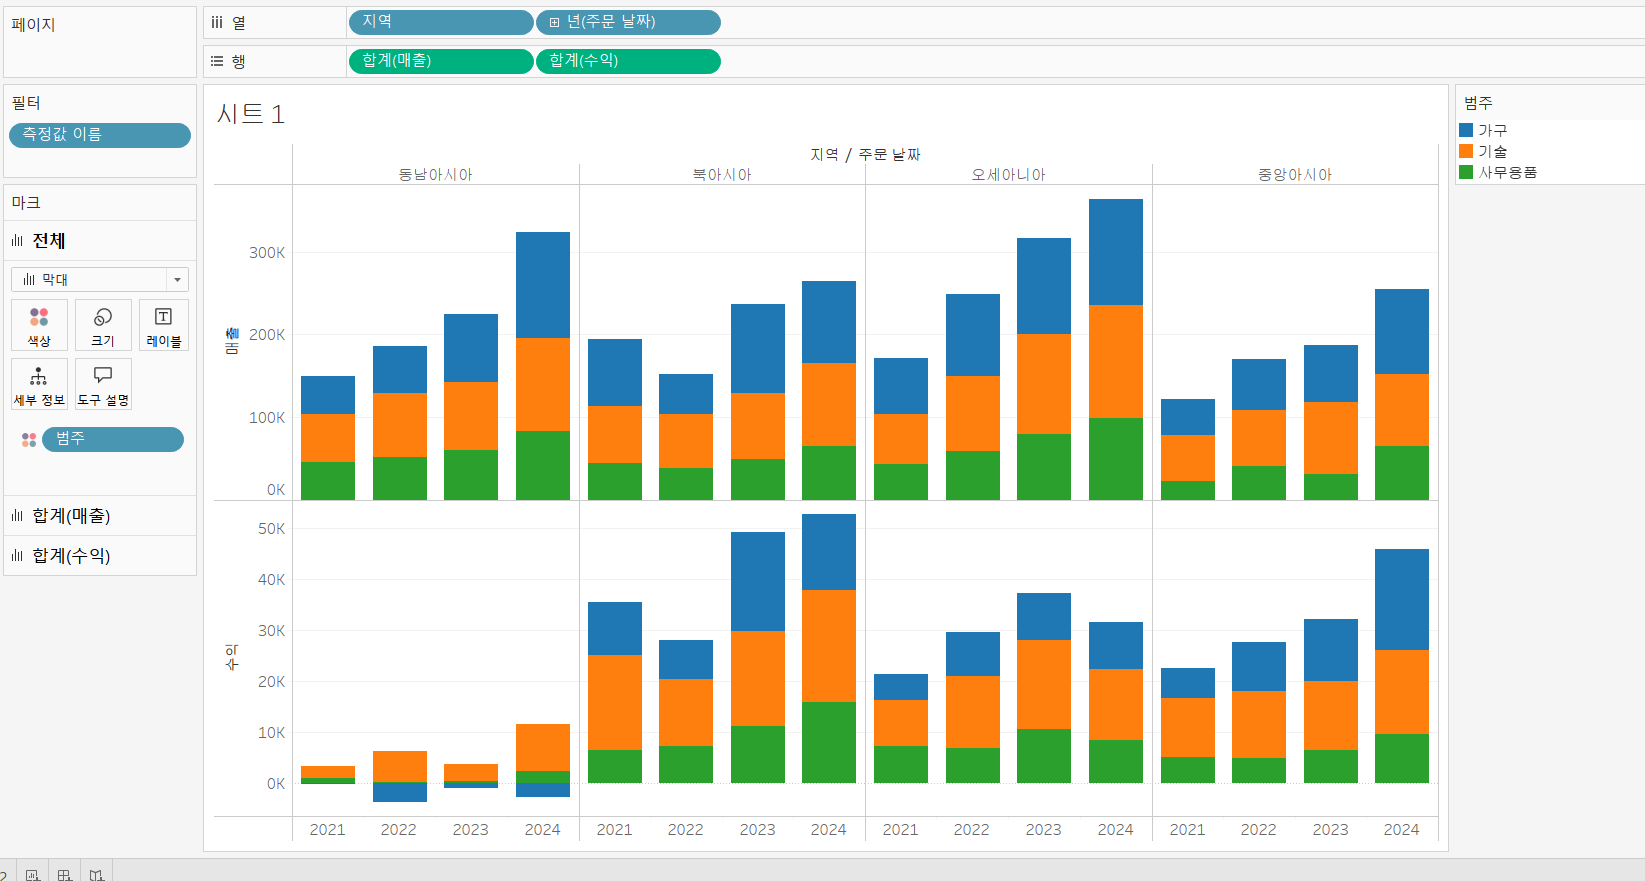 페이지
열
지역
년(주문 날짜)
행
합계(매출)
합계(수익)
필터
측정값 이름
마크
전체
막대
색상
크기
레이블
세부 정보
도구 설명
범주
합계(매출)
합계(수익)
시트 1
지역 / 주문 날짜
동남아시아
북아시아
오세아니아
중앙아시아
매출
300K
200K
100K
0K
수익
50K
40K
30K
20K
10K
0K
2021 2022 2023 2024 2021 2022 2023 2024 2021 2022 2023 2024 2021 2022 2023 2024
범주
가구
기술
사무용품
2